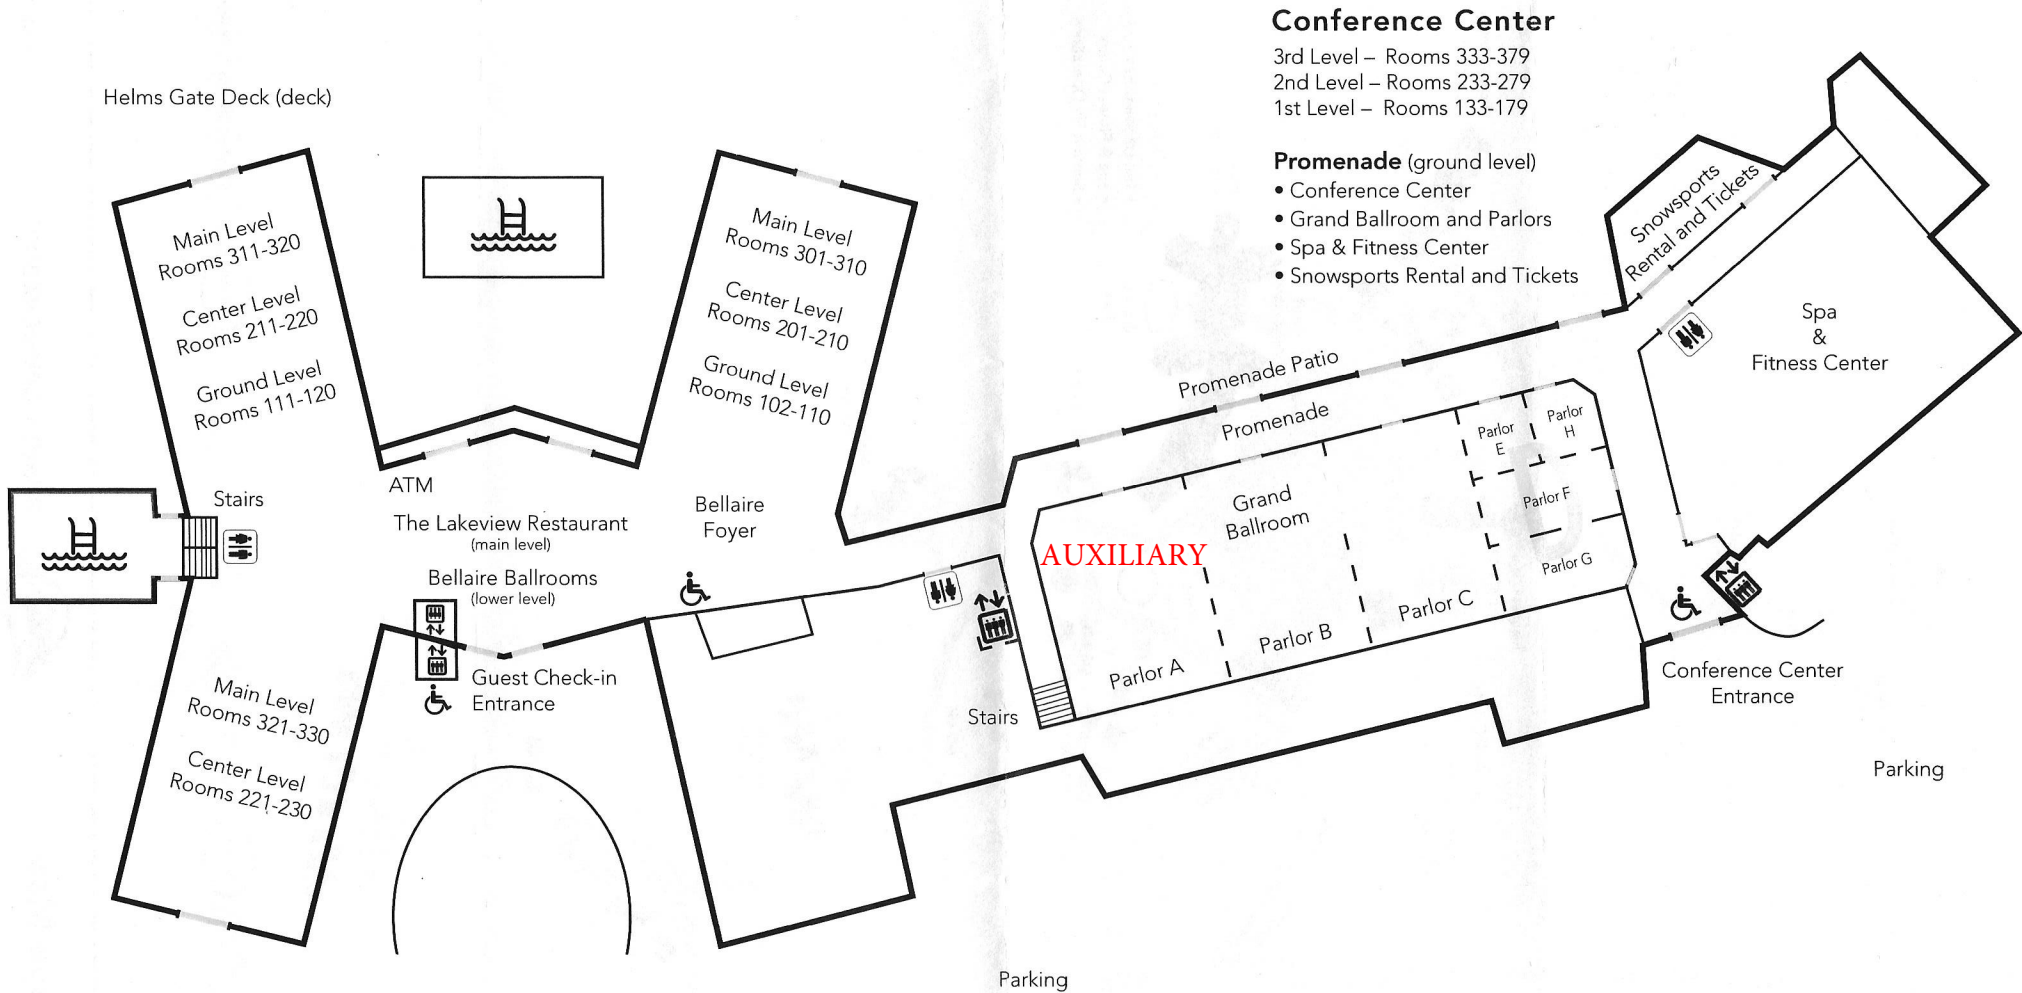 Conference Center
3rd Level – Rooms 333-379
2nd Level – Rooms 233-279
1st Level – Rooms 133-179
Promenade (ground level)
• Conference Center
• Grand Ballroom and Parlors
• Spa & Fitness Center
• Snowsports Rental and Tickets
Helms Gate Deck (deck)
Main Level
Rooms 311-320
Center Level
Rooms 211-220
Ground Level
Rooms 111-120
Main Level
Rooms 301-310
Center Level
Rooms 201-210
Ground Level
Rooms 102-110
Snowsports
Rental and Tickets
Spa
&
Fitness Center
Promenade Patio
Promenade
Parlor
E
Parlor
H
Parlor F
Parlor G
Grand
Ballroom
AUXILIARY
Parlor A
Parlor B
Parlor C
Stairs
ATM
The Lakeview Restaurant
(main level)
Bellaire Ballrooms
(lower level)
Bellaire
Foyer
Guest Check-in
Entrance
Main Level
Rooms 321-330
Center Level
Rooms 221-230
Stairs
Conference Center
Entrance
Parking
Parking